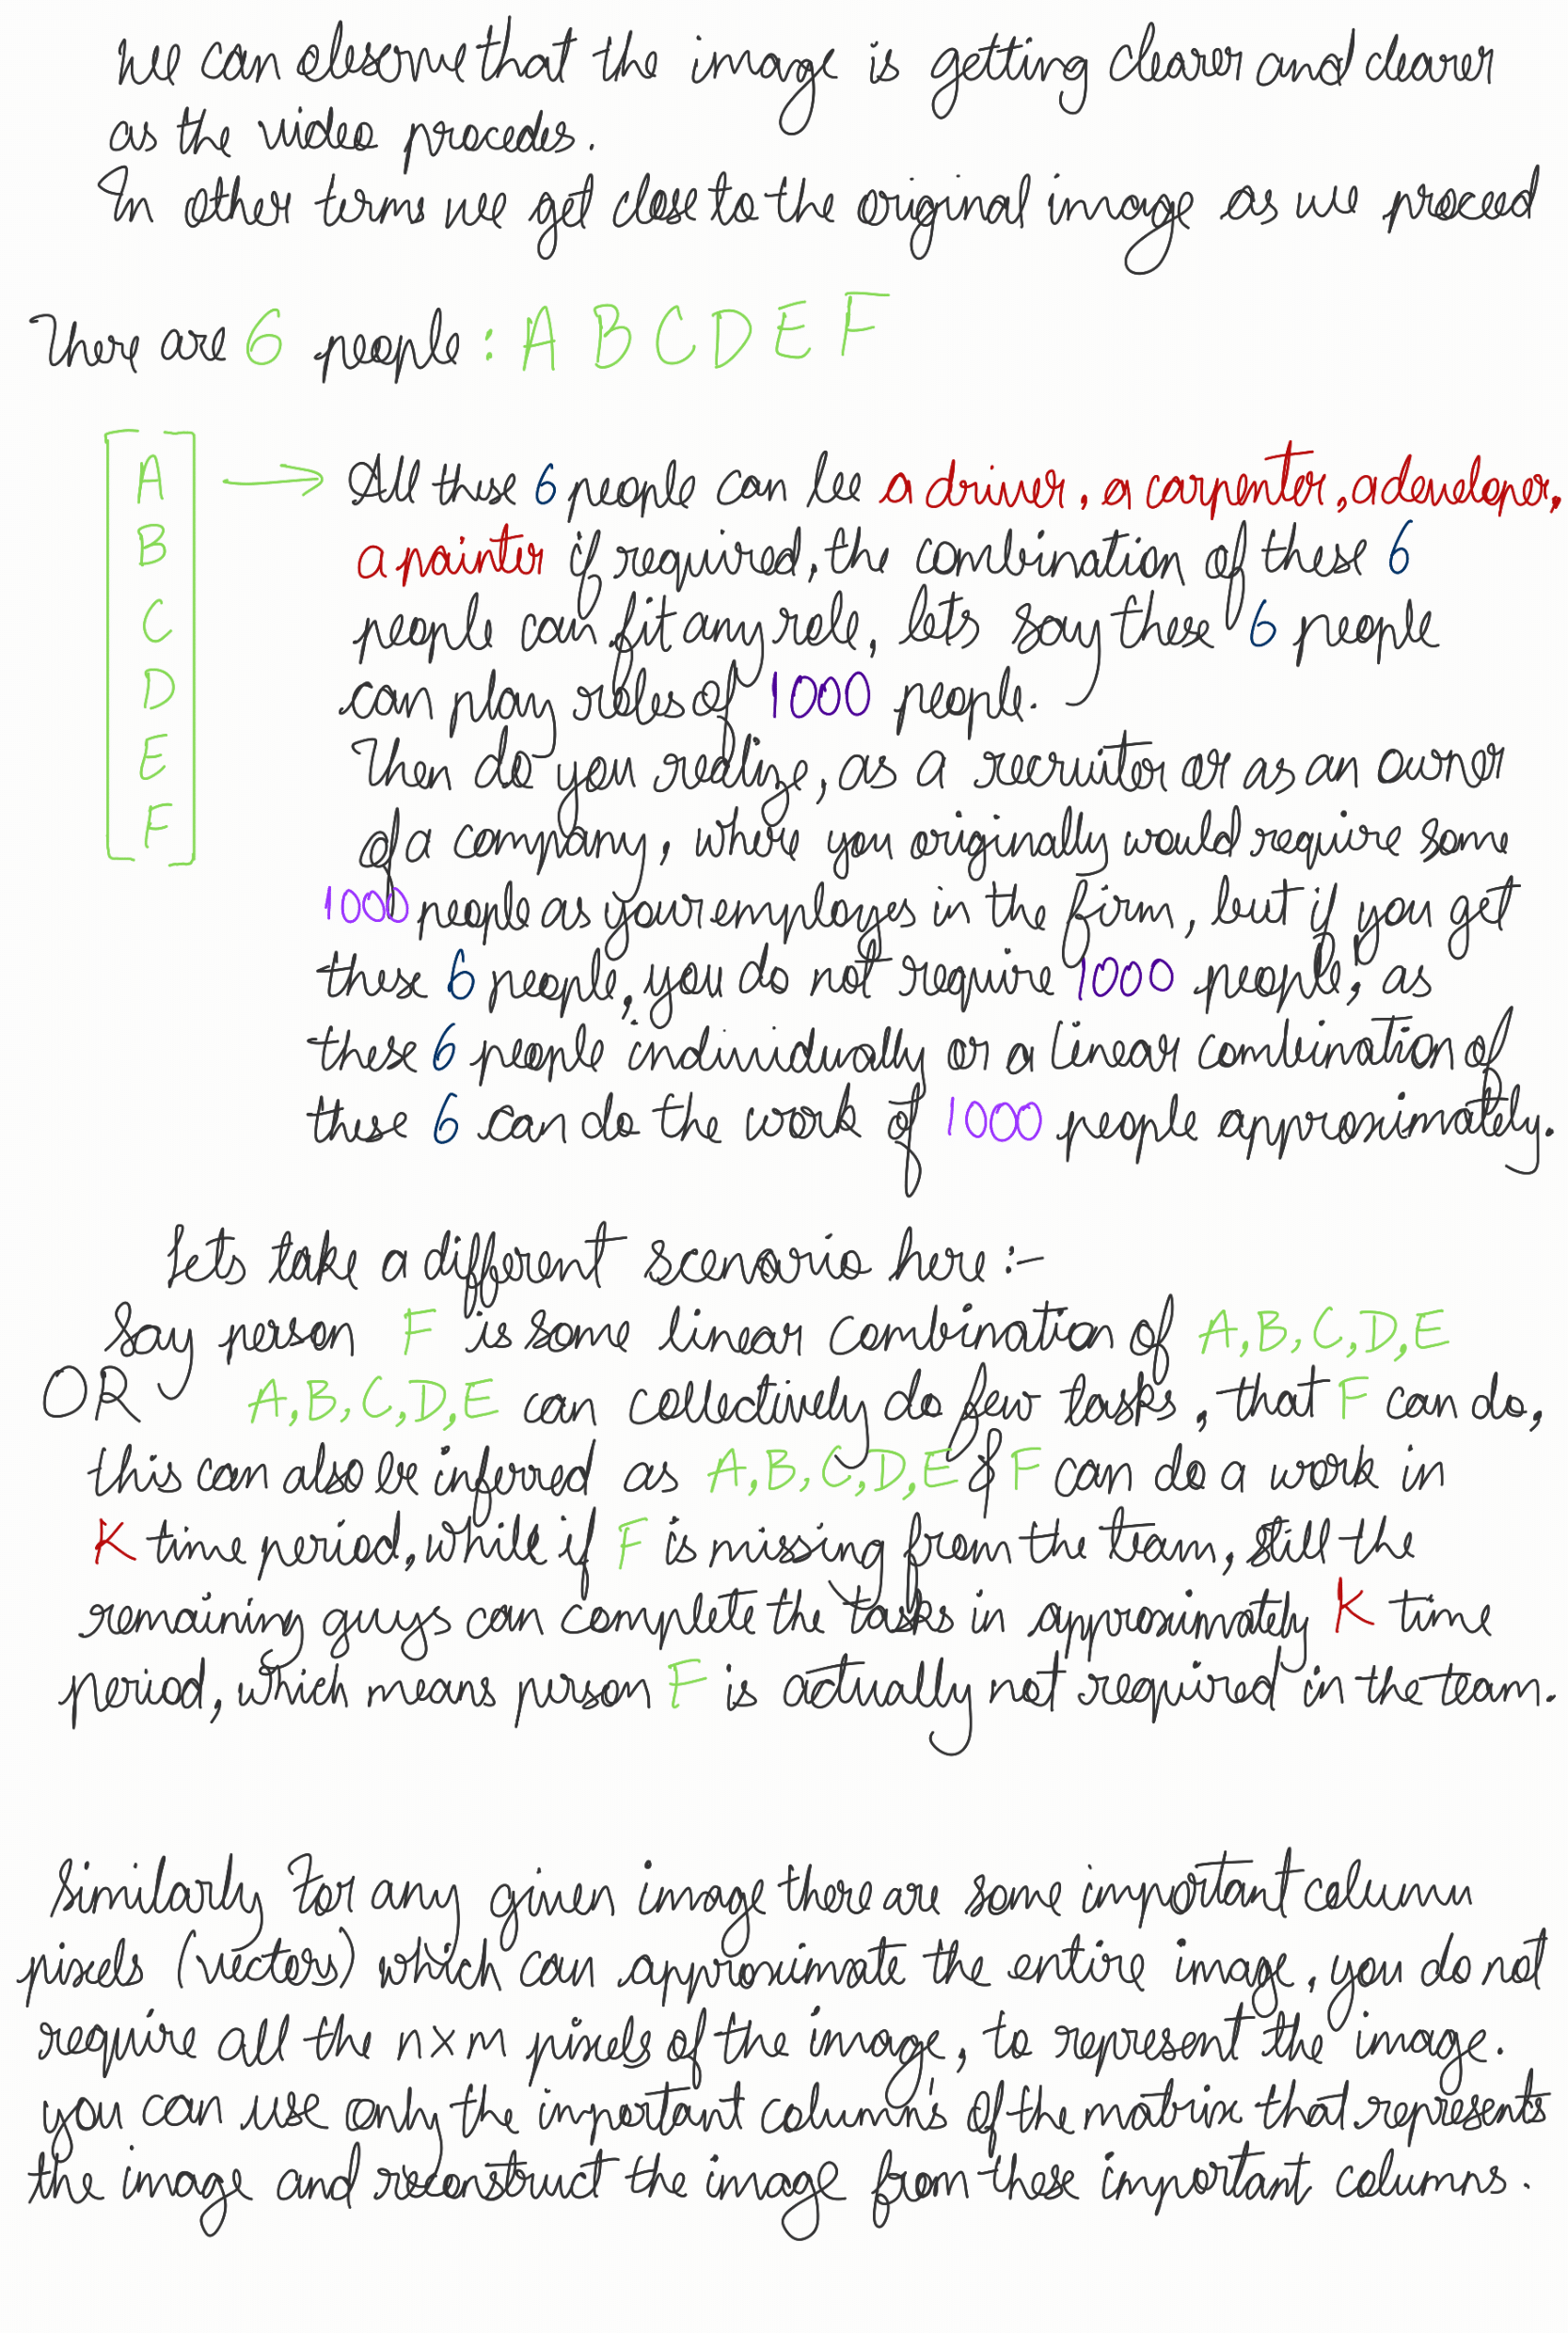 We can observe that the image is getting clearer and clearer
as the video procedes.
In other terms we get close to the original image as we proceed
There are 6 people : A B C D E F
A
B
C
D
E
F
→ All these 6 people can be a driver, a carpenter, a developer,
a painter if required, the combination of these 6
people can fit any role, lets say these 6 people
can play roles of 1000 people.
Then do you realize, as a recruiter or as an owner
of a company, where you originally would require some
1000 people as your employes in the firm, but if you get
these 6 people, you do not require 1000 people, as
these 6 people individually or a linear combination of
these 6 can do the work of 1000 people approximately.
Lets take a different scenario here :-
Say person F is some linear combination of A, B, C, D, E
OR A, B, C, D, E can collectively do few tasks, that F can do,
this can also be inferred as A, B, C, D, E & F can do a work in
K time period, while if F is missing from the team, still the
remaining guys can complete the tasks in approximately K time
period, which means person F is actually not required in the team.
Similarly For any given image there are some important column
pixels (vectors) which can approximate the entire image, you do not
require all the n x m pixels of the image, to represent the image.
you can use only the important column's of the matrix that represents
the image and reconstruct the image from these important columns.